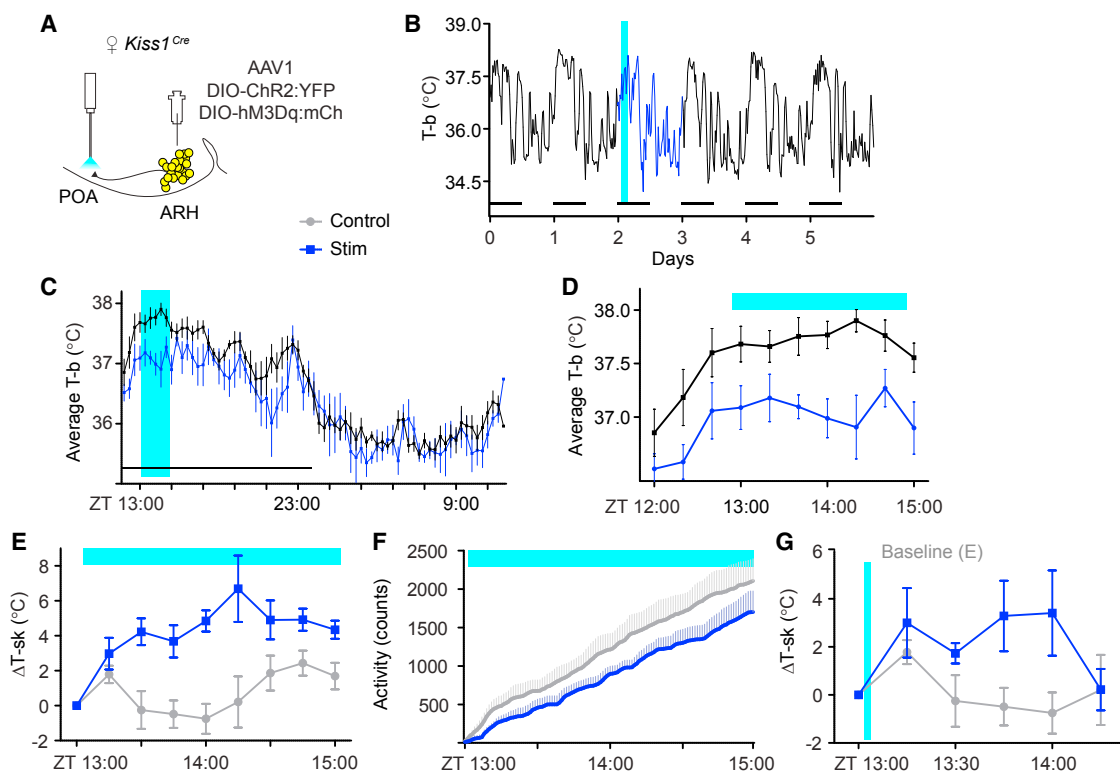 A
♀ Kiss1Cre
AAV1
DIO-ChR2:YFP
DIO-hM3Dq:mCh
POA
ARH
Control
Stim
B
T-b (°C)
39.0
37.5
36.0
34.5
0 1 2 3 4 5
Days
C
Average T-b (°C)
38
37
36
ZT 13:00 23:00 9:00
D
Average T-b (°C)
38.0
37.5
37.0
ZT 12:00 13:00 14:00 15:00
E
ΔT-sk (°C)
8
6
4
2
0
-2
ZT 13:00 14:00 15:00
F
Activity (counts)
2500
2000
1500
1000
500
0
ZT 13:00 14:00 15:00
G
Baseline (E)
ΔT-sk (°C)
6
4
2
0
-2
ZT 13:00 13:30 14:00